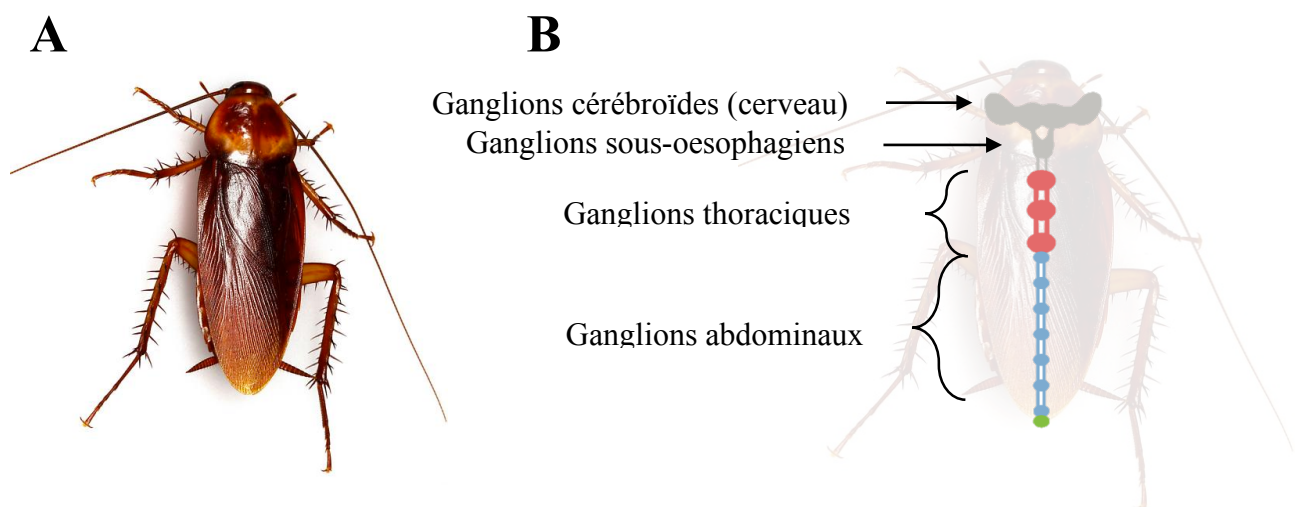 A
B
Ganglions cérébroïdes (cerveau)
Ganglions sous-oesophagiens
Ganglions thoraciques
Ganglions abdominaux